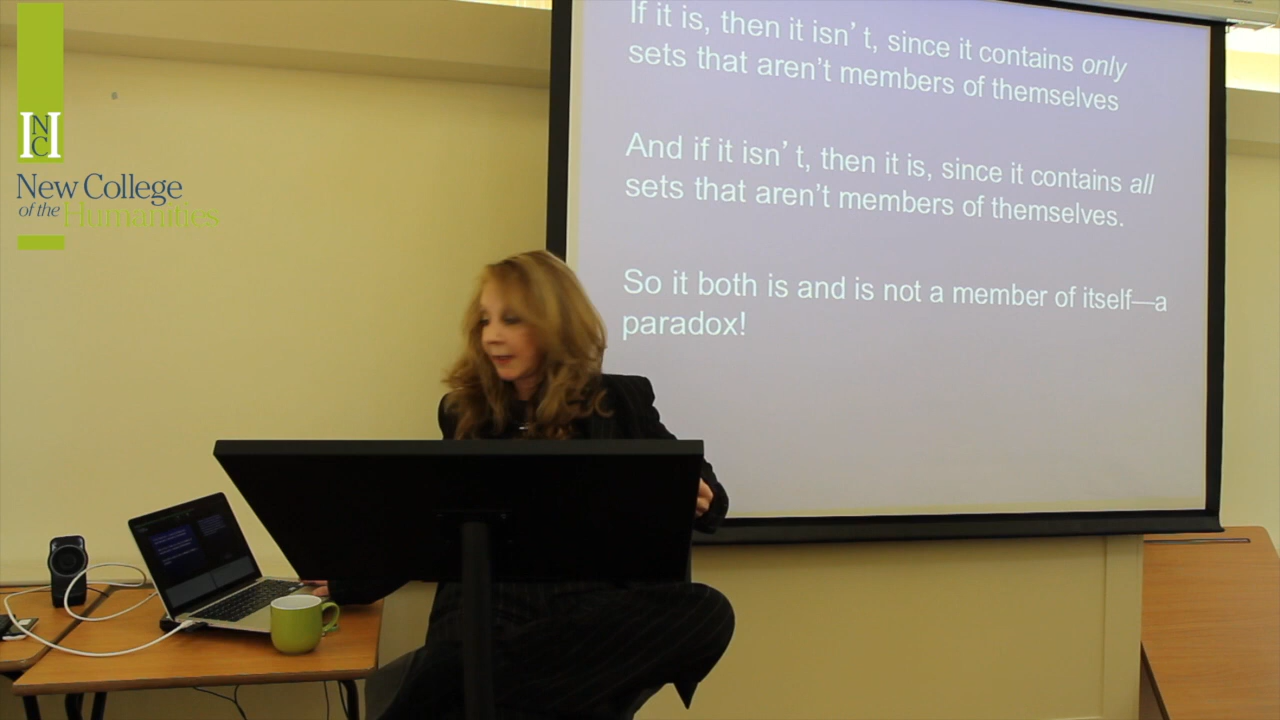 NCH
New College
of the Humanities
If it is, then it isn’ t, since it contains only
sets that aren’t members of themselves
And if it isn’ t, then it is, since it contains all
sets that aren’t members of themselves.
So it both is and is not a member of itself—a
paradox!